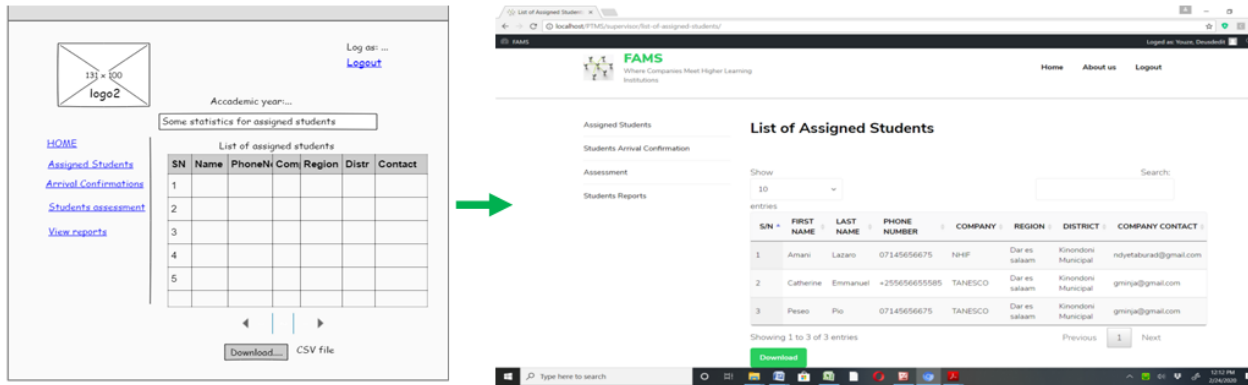 Log as: ...
Logout
131 x 100
logo2
Accademic year:...
Some statistics for assigned students
HOME
Assigned Students
Arrival Confirmations
Students assessment
View reports
List of assigned students
SN Name PhoneNo Com Region Distr Contact
1
2
3
4
5
Download.... CSV file
List of Assigned Students
localhost/PTMS/supervisor/list-of-assigned-students/
FAMS
Loged as: Youze, Deusdedit
FAMS
Where Companies Meet Higher Learning
Institutions
Home About us Logout
Assigned Students
Students Arrival Confirmation
Assessment
Students Reports
List of Assigned Students
Show
10
entries
Search:
S/N FIRST NAME LAST NAME PHONE NUMBER COMPANY REGION DISTRICT COMPANY CONTACT
1 Amani Lazaro 07145656675 NHIF Dar es salaam Kinondoni Municipal ndyetaburad@gmail.com
2 Catherine Emmanuel +255656655585 TANESCO Dar es salaam Kinondoni Municipal gminja@gmail.com
3 Peseo Pio 07145656675 TANESCO Dar es salaam Kinondoni Municipal gminja@gmail.com
Showing 1 to 3 of 3 entries
Previous 1 Next
Download
Type here to search
12:52 PM
2/24/2020